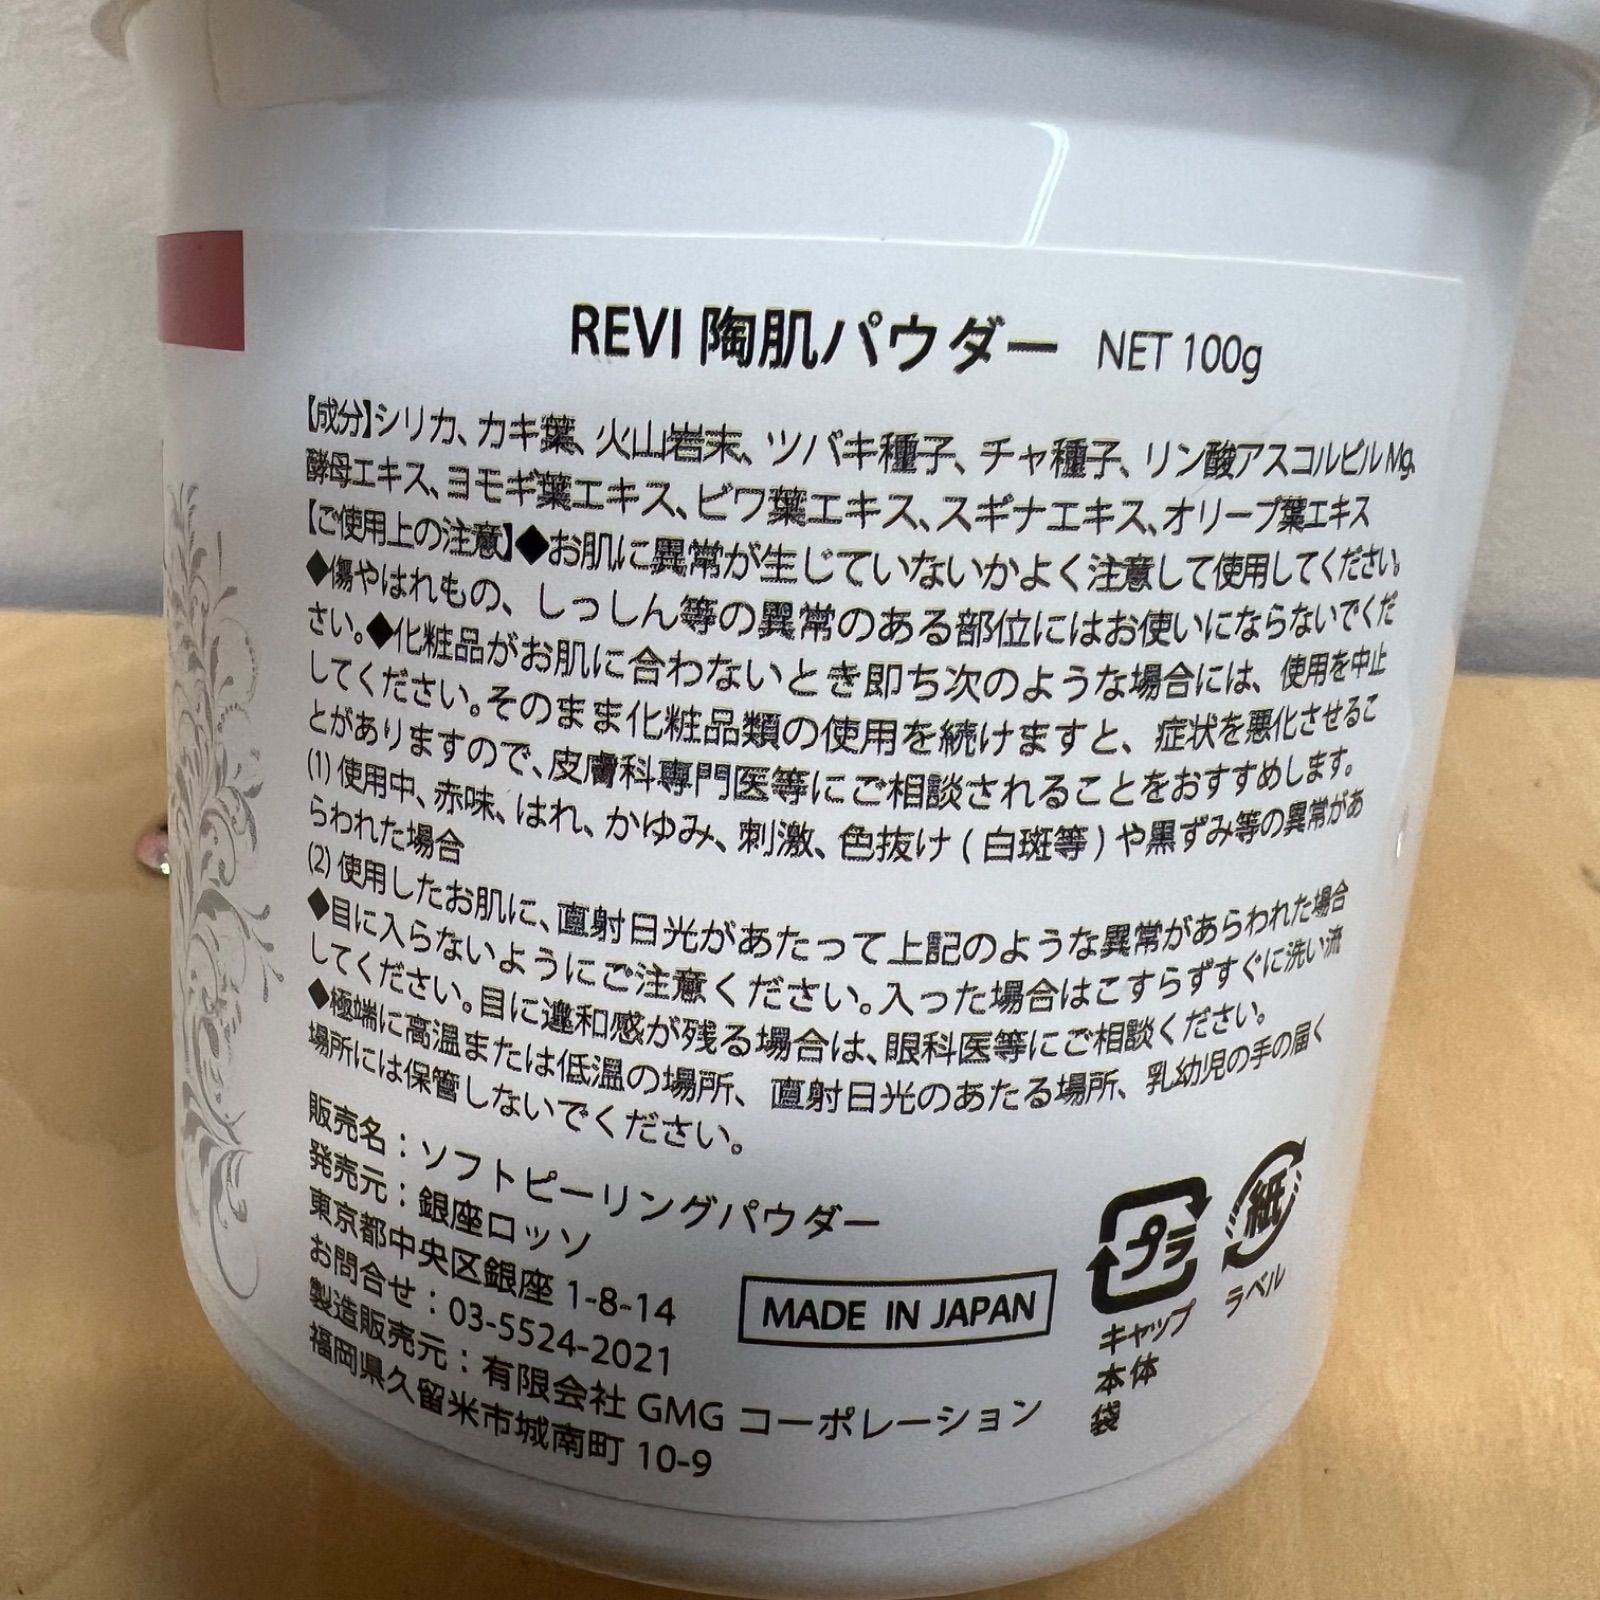 REVI 陶肌パウダー NET 100g
【成分】シリカ、カキ葉、火山岩末、ツバキ種子、チャ種子、リン酸アスコルビルMg、
酵母エキス、ヨモギ葉エキス、ビワ葉エキス、スギナエキス、オリーブ葉エキス
【ご使用上の注意】◆お肌に異常が生じていないかよく注意して使用してください。
◆傷やはれもの、しっしん等の異常のある部位にはお使いにならないでくだ
さい。◆化粧品がお肌に合わないとき即ち次のような場合には、使用を中止
してください。そのまま化粧品類の使用を続けますと、症状を悪化させるこ
とがありますので、皮膚科専門医等にご相談されることをおすすめします。
(1) 使用中、赤味、はれ、かゆみ、刺激、色抜け ( 白斑等 ) や黒ずみ等の異常があ
らわれた場合
(2) 使用したお肌に、直射日光があたって上記のような異常があらわれた場合
◆目に入らないようにご注意ください。入った場合はこすらずすぐに洗い流
してください。目に違和感が残る場合は、眼科医等にご相談ください。
◆極端に高温または低温の場所、直射日光のあたる場所、乳幼児の手の届く
場所には保管しないでください。
販売名：ソフトピーリングパウダー
発売元：銀座ロッソ
東京都中央区銀座 1-8-14
お問合せ：03-5524-2021
製造販売元：有限会社 GMG コーポレーション
福岡県久留米市城南町 10-9
MADE IN JAPAN
プラ
キャップ
本体
袋
紙
ラベル